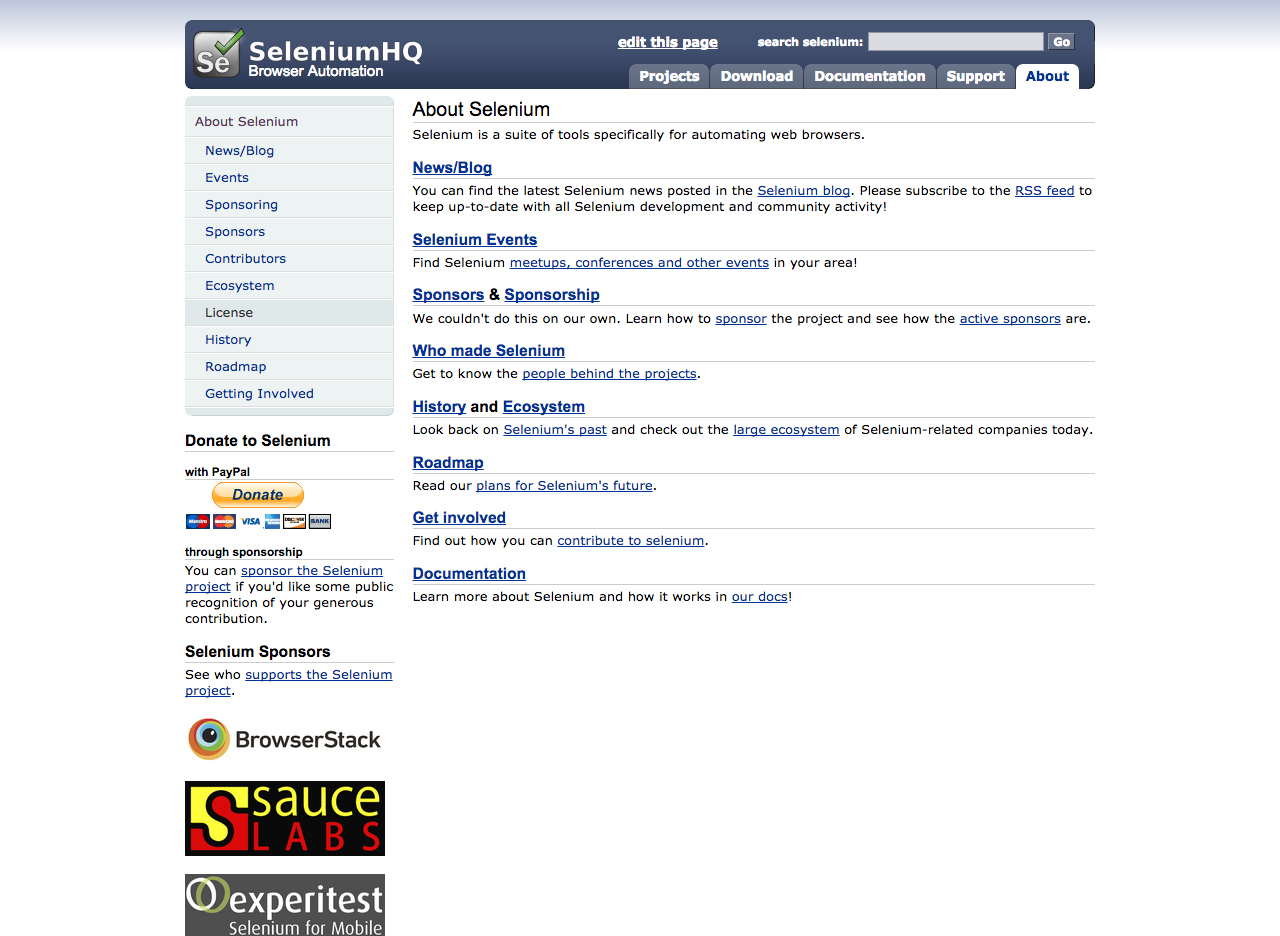 Se
SeleniumHQ
Browser Automation
edit this page
search selenium:
Go
Projects
Download
Documentation
Support
About
About Selenium
News/Blog
Events
Sponsoring
Sponsors
Contributors
Ecosystem
License
History
Roadmap
Getting Involved
Donate to Selenium
with PayPal
Donate
Maestro MasterCard VISA DISCOVER BANK
through sponsorship
You can sponsor the Selenium
project if you'd like some public
recognition of your generous
contribution.
Selenium Sponsors
See who supports the Selenium
project.
BrowserStack
sauce
LABS
experitest
Selenium for Mobile
About Selenium
Selenium is a suite of tools specifically for automating web browsers.
News/Blog
You can find the latest Selenium news posted in the Selenium blog. Please subscribe to the RSS feed to
keep up-to-date with all Selenium development and community activity!
Selenium Events
Find Selenium meetups, conferences and other events in your area!
Sponsors & Sponsorship
We couldn't do this on our own. Learn how to sponsor the project and see how the active sponsors are.
Who made Selenium
Get to know the people behind the projects.
History and Ecosystem
Look back on Selenium's past and check out the large ecosystem of Selenium-related companies today.
Roadmap
Read our plans for Selenium's future.
Get involved
Find out how you can contribute to selenium.
Documentation
Learn more about Selenium and how it works in our docs!